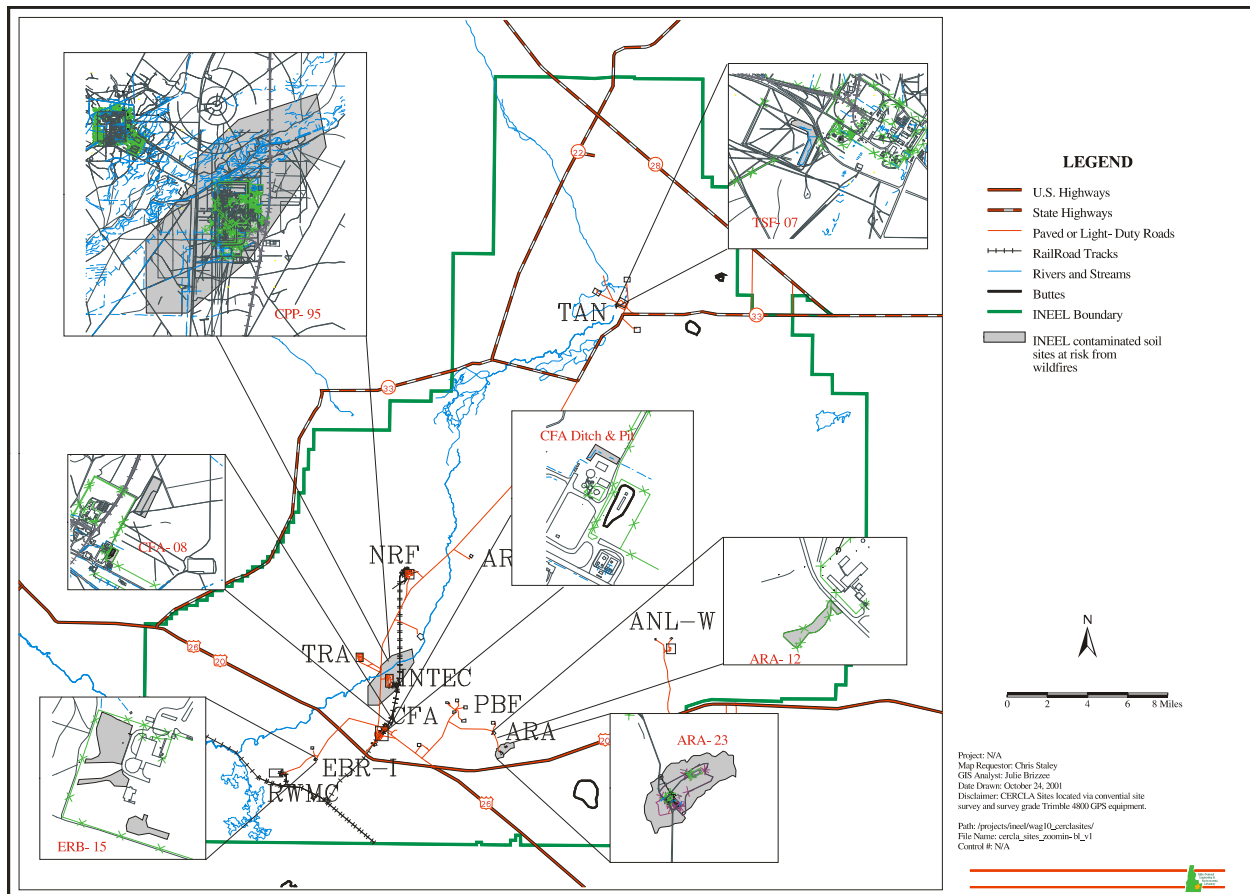 CPP- 95
22
28
TSF- 07
TAN
33
33
CFA Ditch & Pit
CFA- 08
NRF
AR
ANL-W
ARA- 12
26
20
TRA
INTEC
CFA
PBF
ARA
20
ARA- 23
EBR-I
RWMC
26
ERB- 15
LEGEND
U.S. Highways
State Highways
Paved or Light- Duty Roads
RailRoad Tracks
Rivers and Streams
Buttes
INEEL Boundary
INEEL contaminated soil
sites at risk from
wildfires
N
0 2 4 6 8 Miles
Project: N/A
Map Requestor: Chris Staley
GIS Analyst: Julie Brizzee
Date Drawn: October 24, 2001
Disclaimer: CERCLA Sites located via convential site
survey and survey grade Trimble 4800 GPS equipment.
Path: /projects/ineel/wag10_cerclasites/
File Name: cercla_sites_zoomin- bl_v1
Control #: N/A